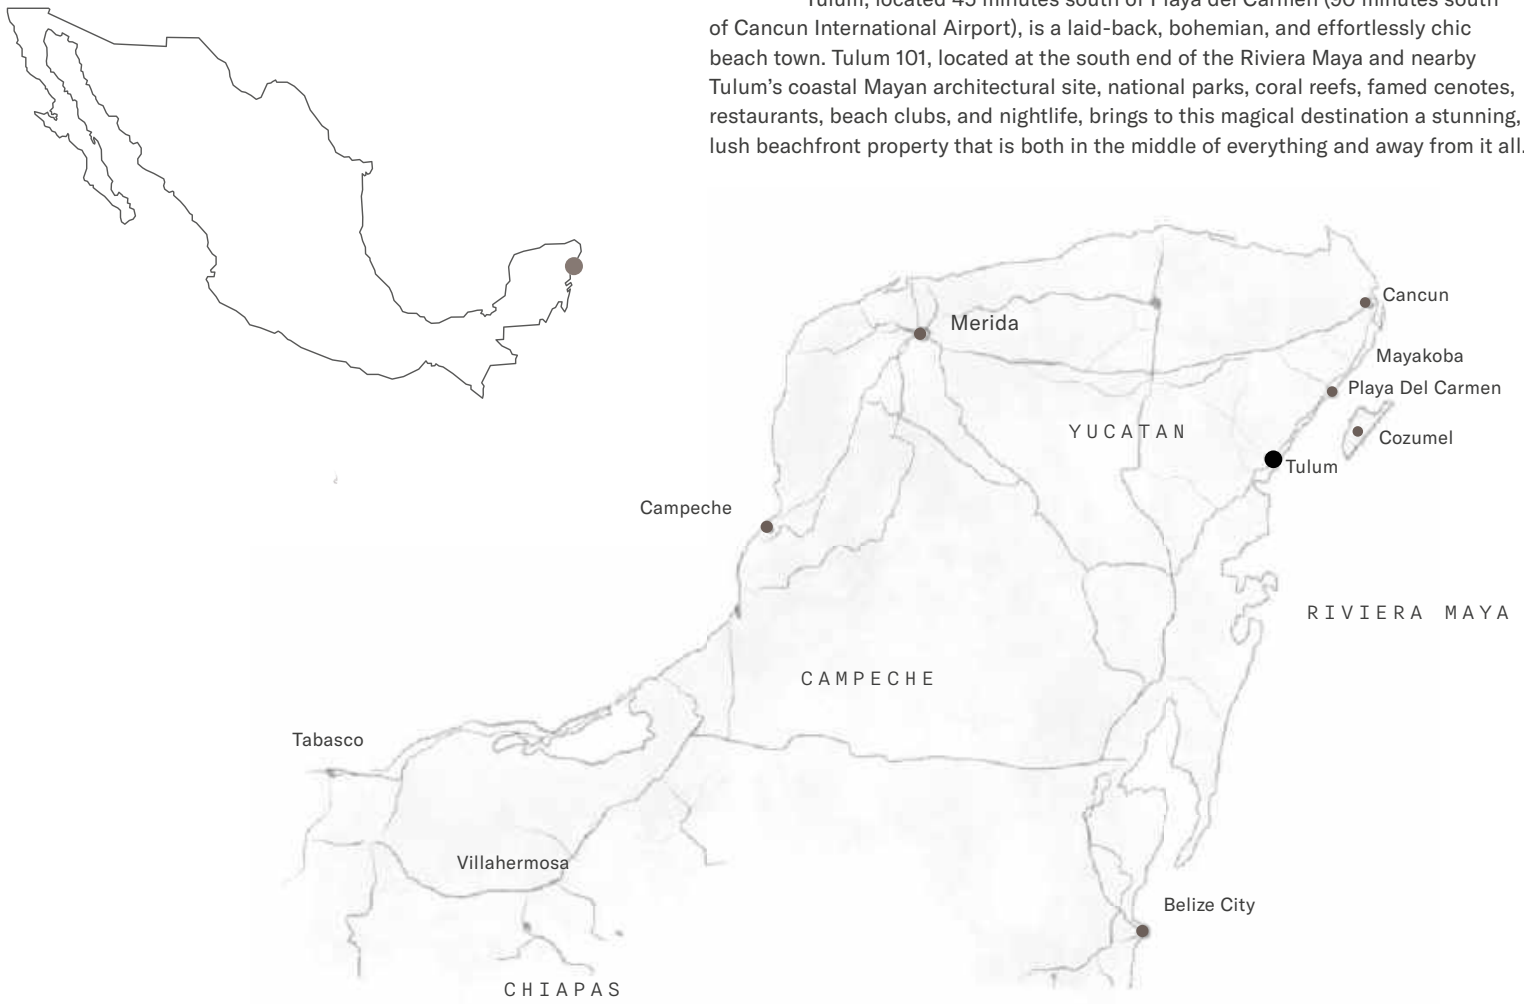 Tulum, located 45 minutes south of Playa del Carmen (90 minutes south
of Cancun International Airport), is a laid-back, bohemian, and effortlessly chic
beach town. Tulum 101, located at the south end of the Riviera Maya and nearby
Tulum’s coastal Mayan architectural site, national parks, coral reefs, famed cenotes,
restaurants, beach clubs, and nightlife, brings to this magical destination a stunning,
lush beachfront property that is both in the middle of everything and away from it all.
Cancun
Merida
Mayakoba
Playa Del Carmen
YUCATAN
Cozumel
Tulum
Campeche
RIVIERA MAYA
CAMPECHE
Tabasco
Villahermosa
Belize City
CHIAPAS